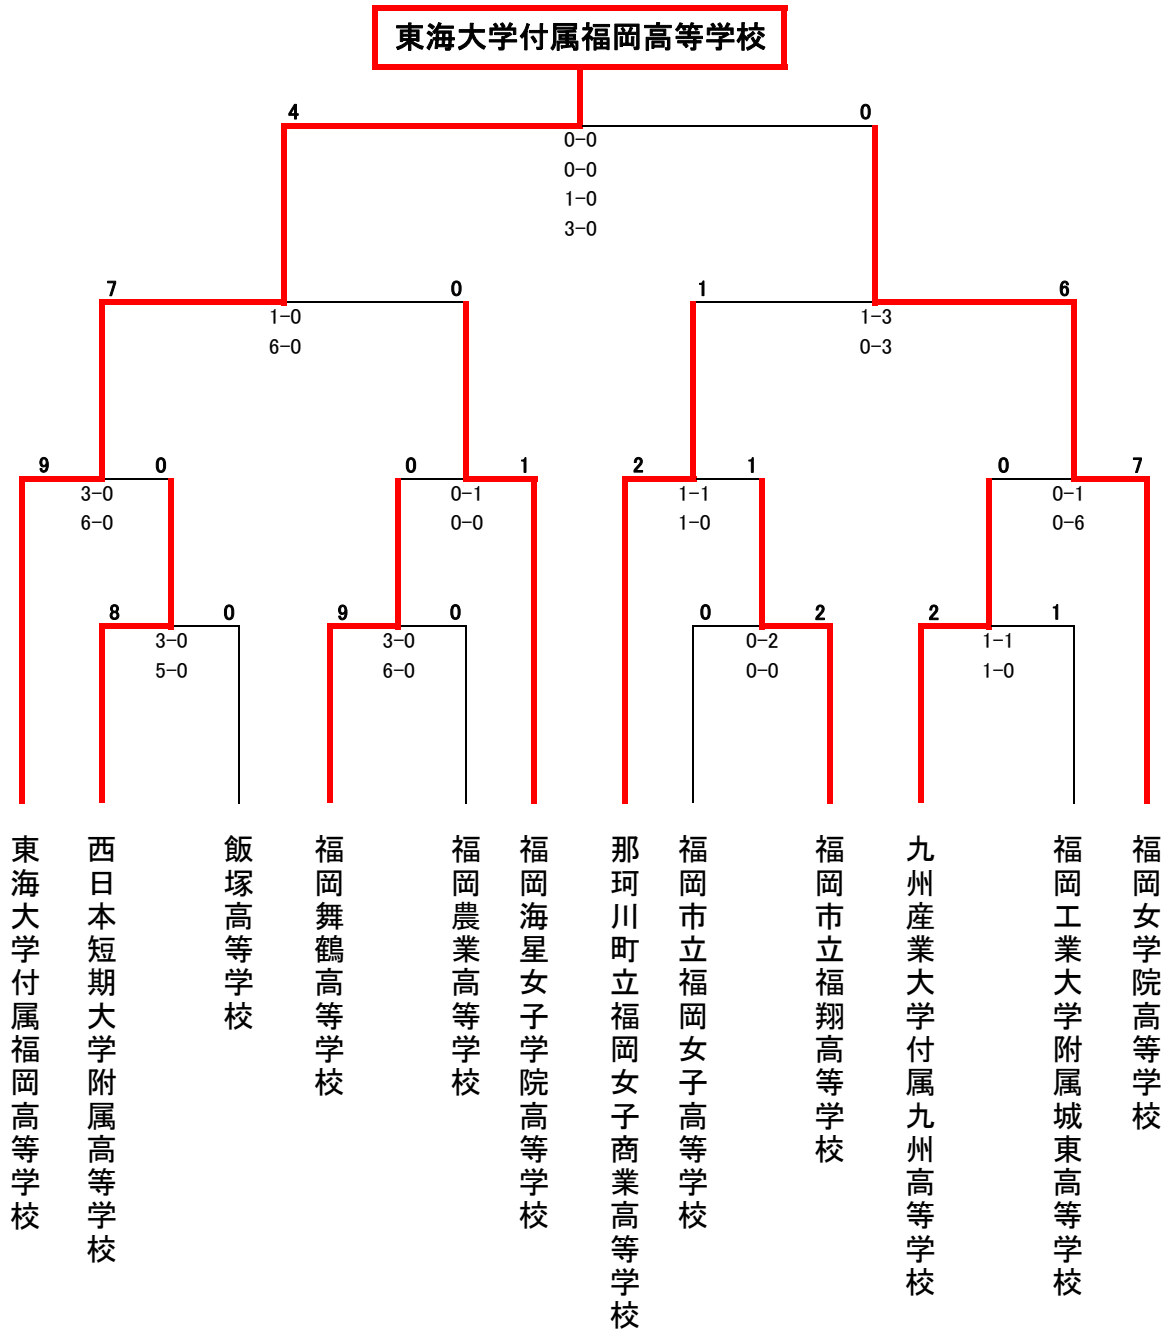 東海大学付属福岡高等学校
4 0
0-0
0-0
1-0
3-0
7 0 1 6
1-0 1-3
6-0 0-3
9 0 0 1 2 1 0 7
3-0 0-1 1-1 0-1
6-0 0-0 1-0 0-6
8 0 9 0 0 2 2 1
3-0 3-0 0-2 1-1
5-0 6-0 0-0 1-0
東海大学付属福岡高等学校
西日本短期大学附属高等学校
飯塚高等学校
福岡舞鶴高等学校
福岡農業高等学校
福岡海星女子学院高等学校
那珂川町立福岡女子商業高等学校
福岡市立福岡女子高等学校
福岡市立福翔高等学校
九州産業大学付属九州高等学校
福岡工業大学附属城東高等学校
福岡女学院高等学校